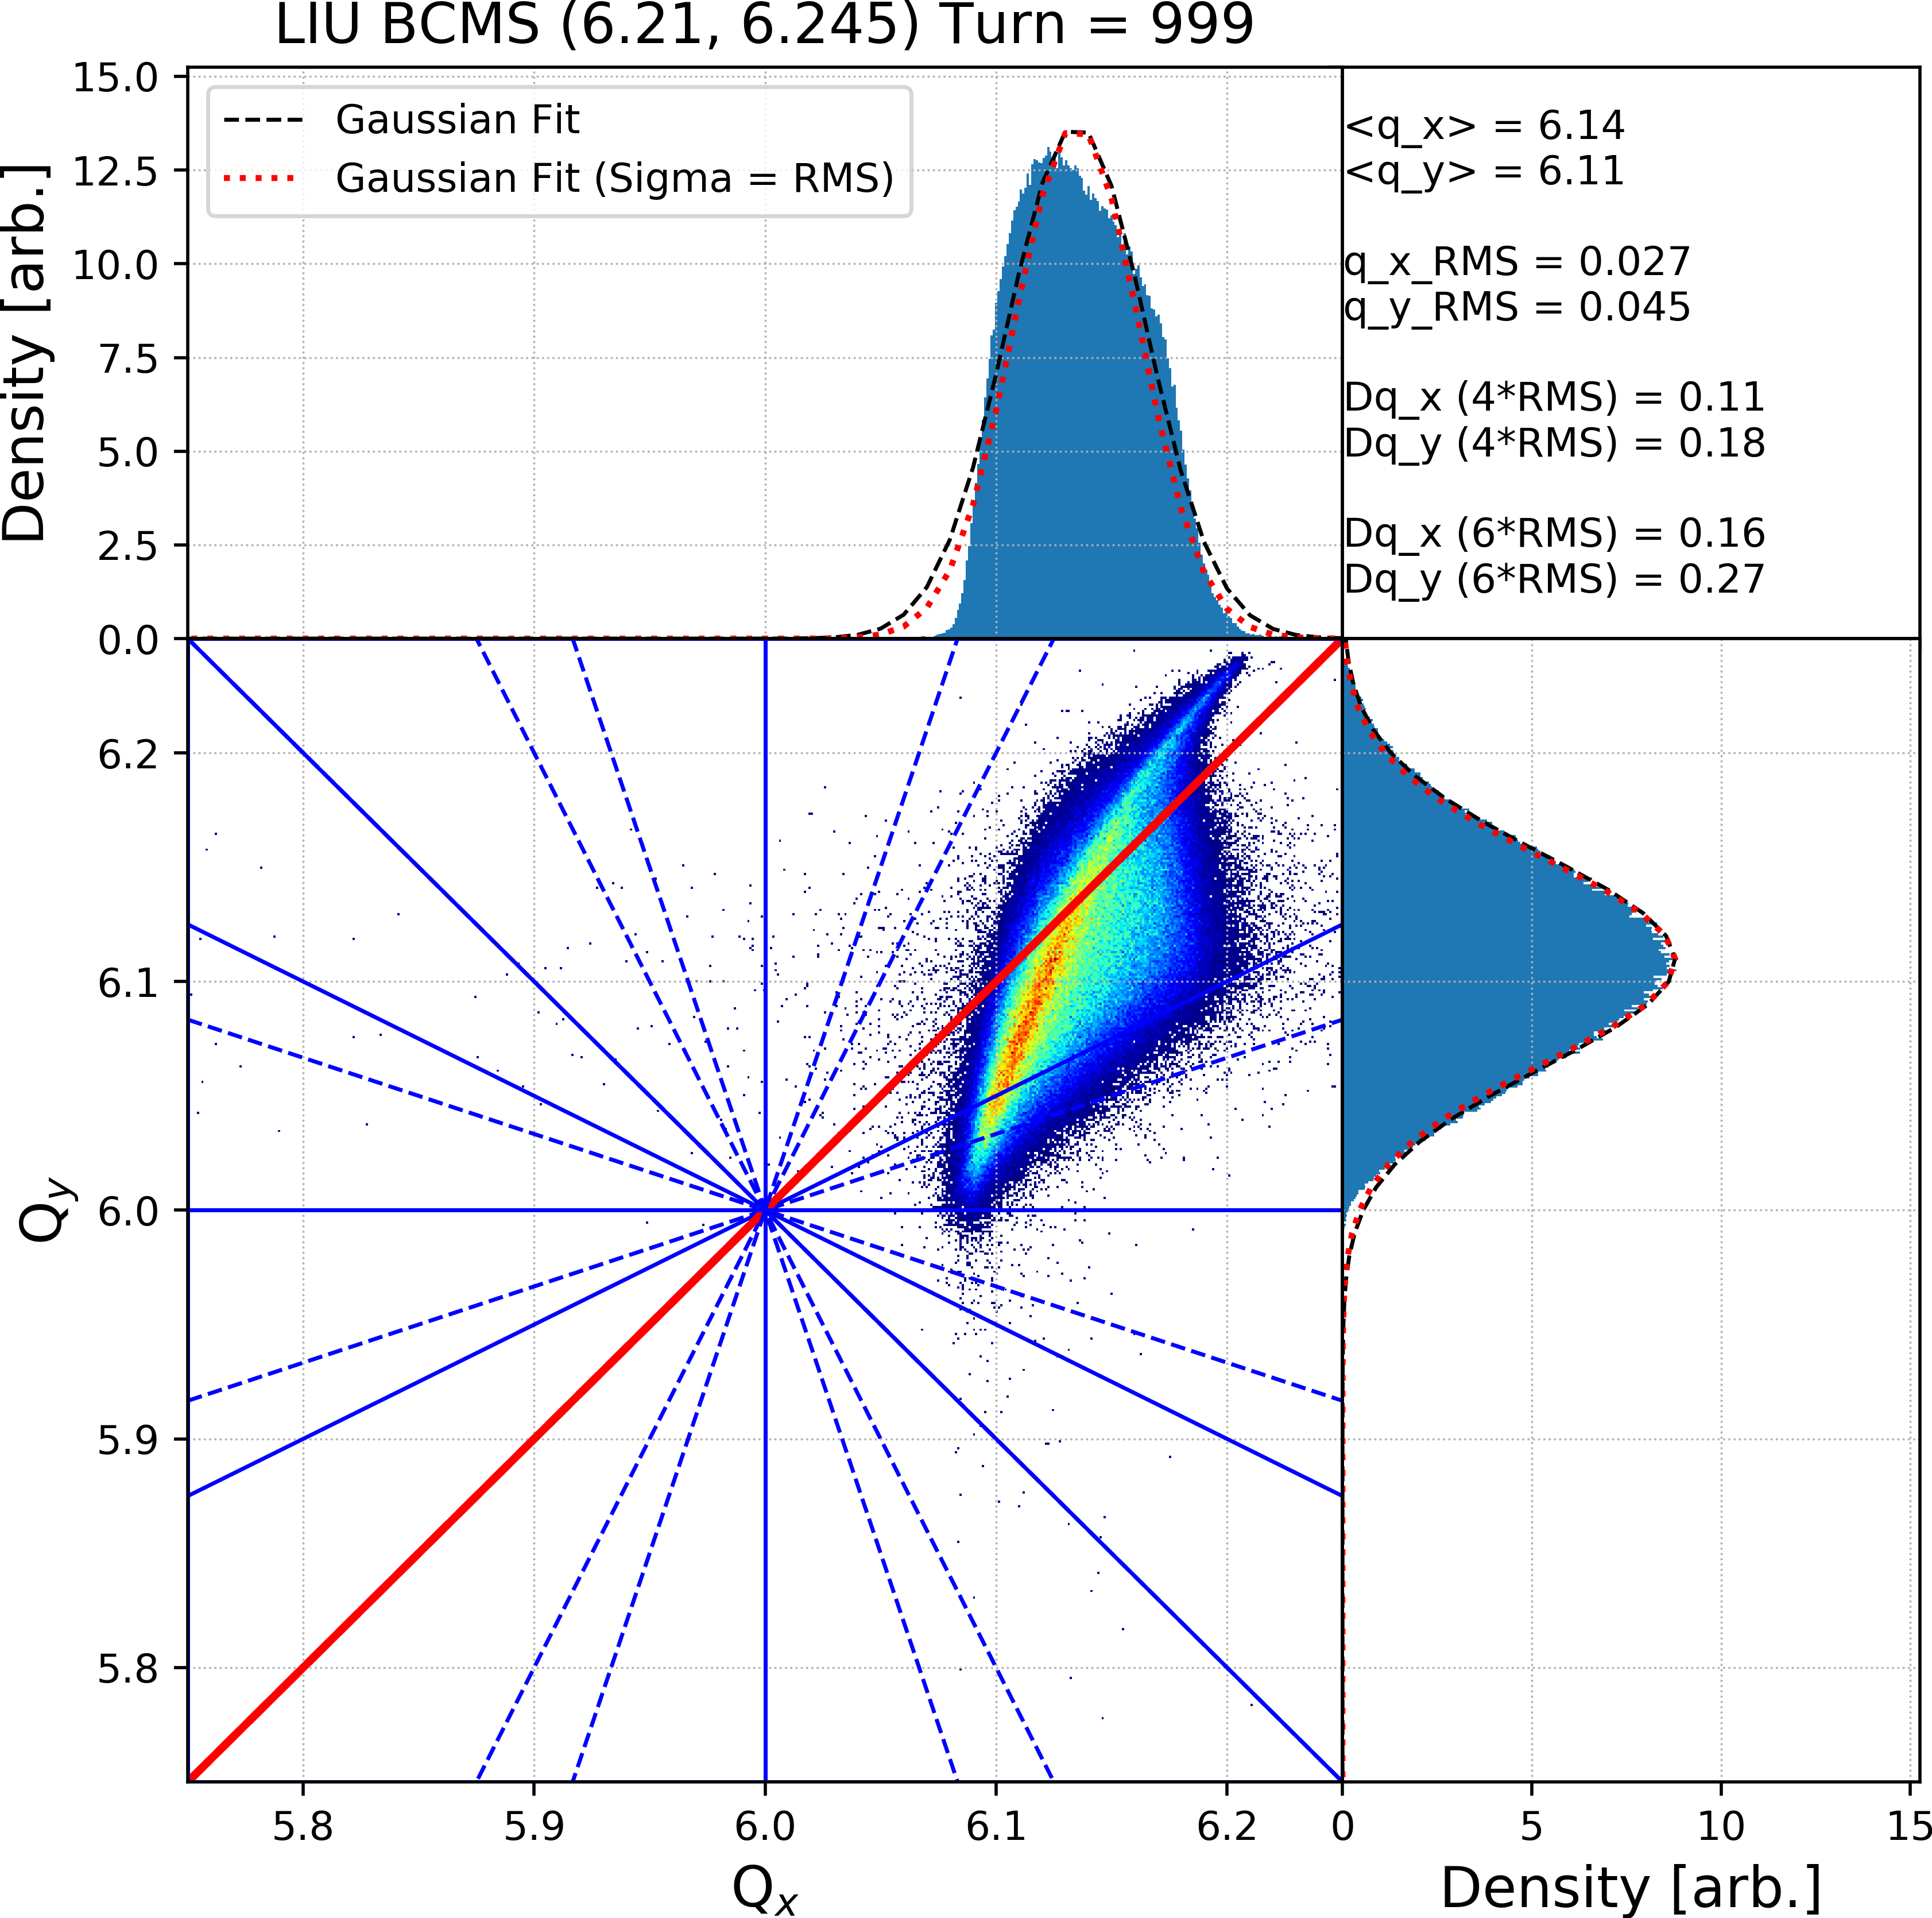 LIU BCMS (6.21, 6.245) Turn = 999
Density [arb.]
15.0
12.5
10.0
7.5
5.0
2.5
0.0
Gaussian Fit
Gaussian Fit (Sigma = RMS)
<q_x> = 6.14
<q_y> = 6.11
q_x_RMS = 0.027
q_y_RMS = 0.045
Dq_x (4*RMS) = 0.11
Dq_y (4*RMS) = 0.18
Dq_x (6*RMS) = 0.16
Dq_y (6*RMS) = 0.27
Qy
6.2
6.1
6.0
5.9
5.8
5.8 5.9 6.0 6.1 6.2
Qx
0 5 10 15
Density [arb.]